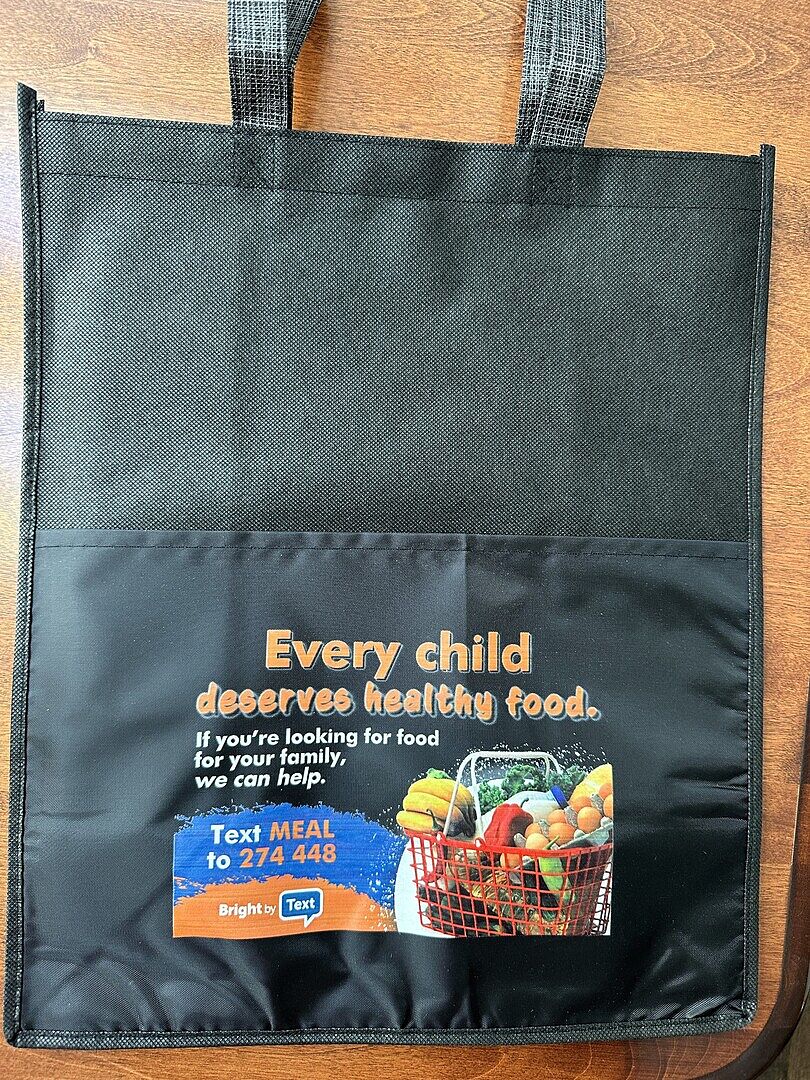 Every child
deserves healthy food.
If you're looking for food
for your family,
we can help.
Text MEAL
to 274 448
Bright by Text